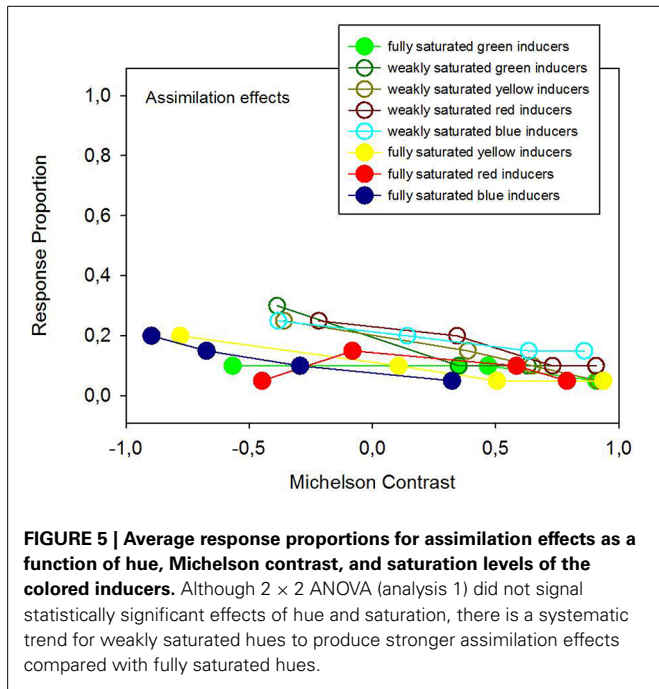 fully saturated green inducers
weakly saturated green inducers
weakly saturated yellow inducers
weakly saturated red inducers
weakly saturated blue inducers
fully saturated yellow inducers
fully saturated red inducers
fully saturated blue inducers
Assimilation effects
1,0
0,8
0,6
0,4
0,2
0,0
Response Proportion
-1,0 -0,5 0,0 0,5 1,0
Michelson Contrast
FIGURE 5 | Average response proportions for assimilation effects as a
function of hue, Michelson contrast, and saturation levels of the
colored inducers. Although 2 × 2 ANOVA (analysis 1) did not signal
statistically significant effects of hue and saturation, there is a systematic
trend for weakly saturated hues to produce stronger assimilation effects
compared with fully saturated hues.